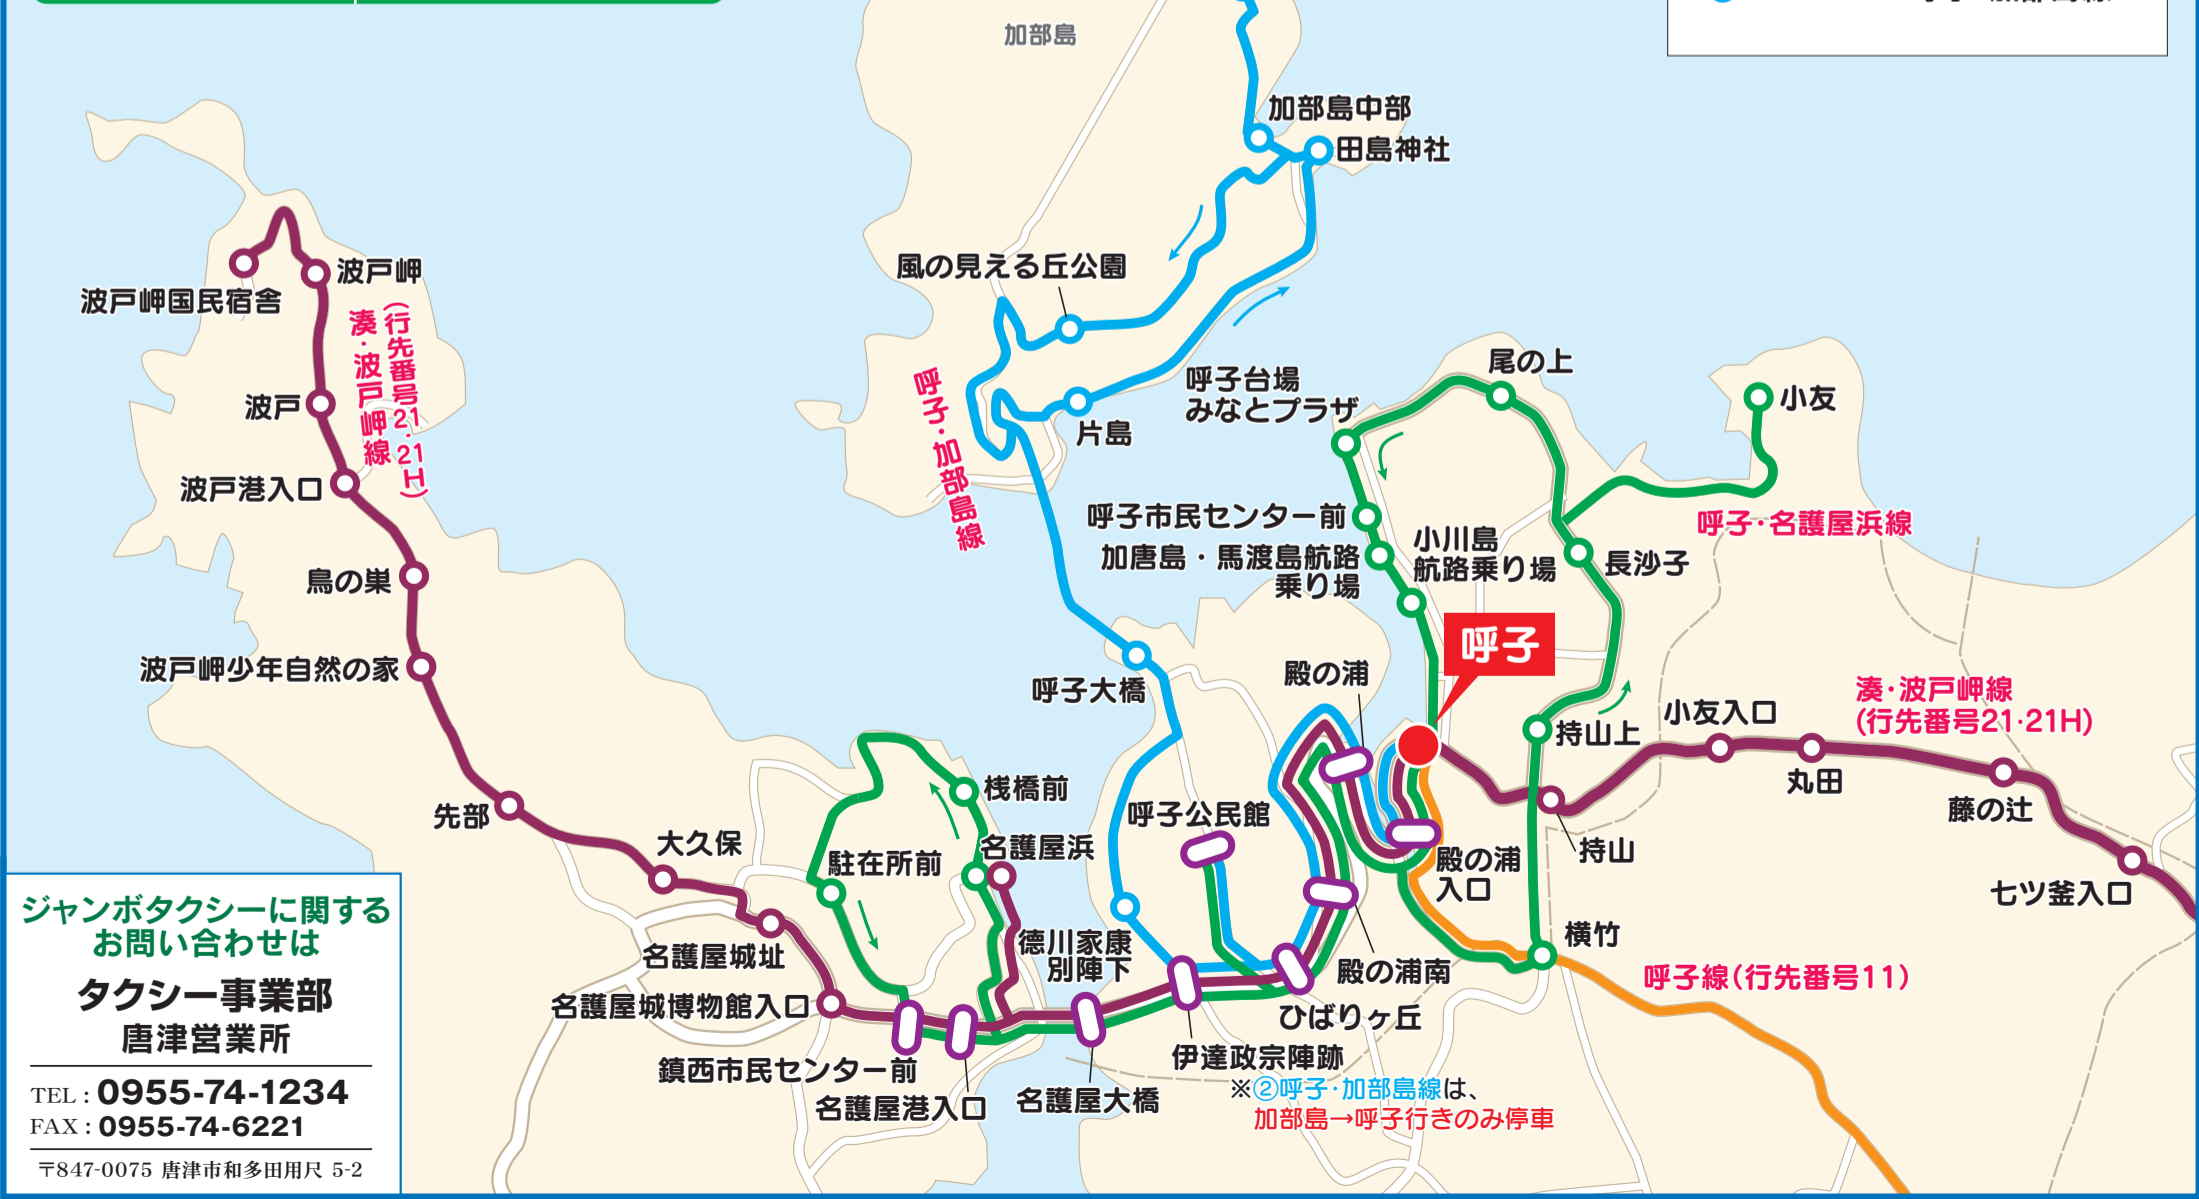 加部島
加部島中部
田島神社
風の見える丘公園
波戸岬
波戸岬国民宿舎
湊・波戸岬線
(行先番号21・21H)
波戸
波戸港入口
鳥の巣
波戸岬少年自然の家
先部
大久保
名護屋城址
名護屋城博物館入口
呼子・加部島線
片島
呼子台場
みなとプラザ
尾の上
小友
呼子・名護屋浜線
呼子市民センター前
加唐島・馬渡島航路
乗り場
小川島
航路乗り場
長沙子
呼子
呼子大橋
殿の浦
持山上
小友入口
湊・波戸岬線
(行先番号21・21H)
丸田
藤の辻
七ツ釜入口
持山
殿の浦
入口
横竹
呼子線(行先番号11)
桟橋前
名護屋浜
駐在所前
呼子公民館
徳川家康
別陣下
殿の浦南
ひばりヶ丘
伊達政宗陣跡
鎮西市民センター前
名護屋港入口
名護屋大橋
※②呼子・加部島線は、
加部島→呼子行きのみ停車
ジャンボタクシーに関する
お問い合わせは
タクシー事業部
唐津営業所
TEL : 0955-74-1234
FAX : 0955-74-6221
〒847-0075 唐津市和多田用尺 5-2